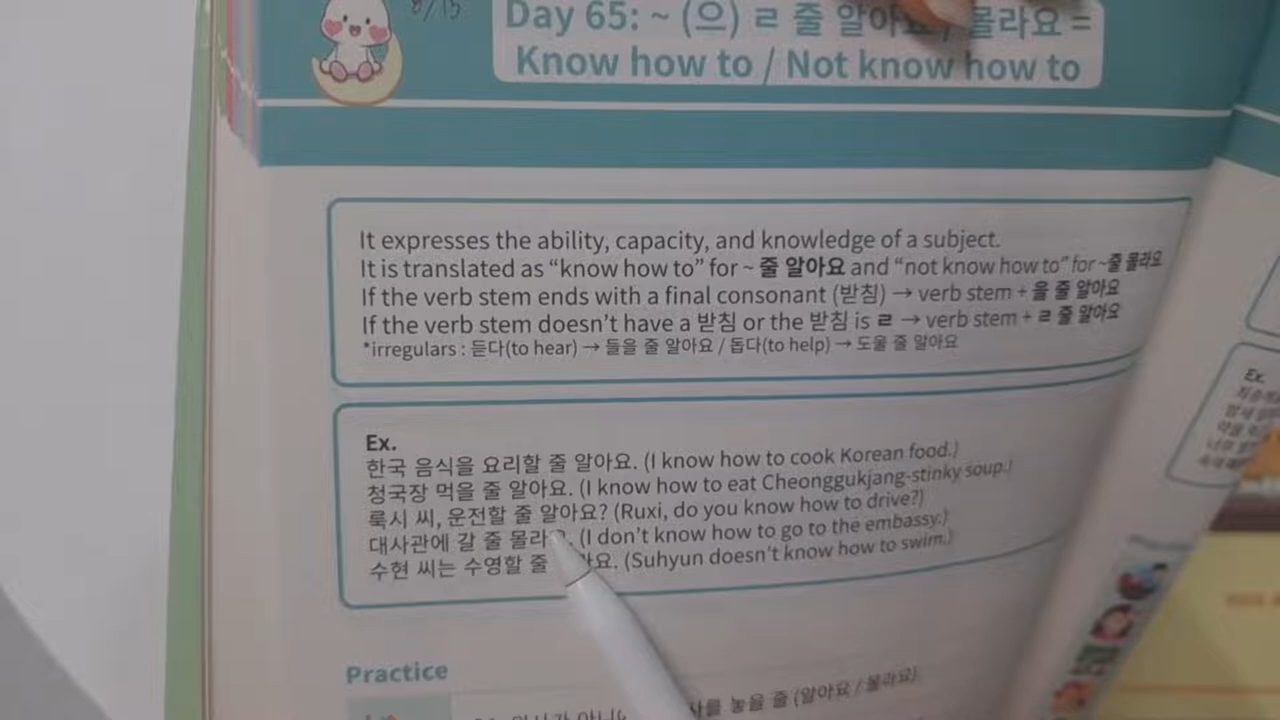 8/15
Day 65: ~ (으) ㄹ 줄 알아요 / 몰라요 =
Know how to / Not know how to
It expresses the ability, capacity, and knowledge of a subject.
It is translated as “know how to” for ~ 줄 알아요 and “not know how to” for ~줄 몰라요
If the verb stem ends with a final consonant (받침) → verb stem + 을 줄 알아요
If the verb stem doesn’t have a 받침 or the 받침 is ㄹ → verb stem + ㄹ 줄 알아요
*irregulars : 듣다(to hear) → 들을 줄 알아요 / 돕다(to help) → 도울 줄 알아요
Ex.
한국 음식을 요리할 줄 알아요. (I know how to cook Korean food.)
청국장 먹을 줄 알아요. (I know how to eat Cheonggukjang-stinky soup.)
룩시 씨, 운전할 줄 알아요? (Ruxi, do you know how to drive?)
대사관에 갈 줄 몰라요. (I don’t know how to go to the embassy.)
수현 씨는 수영할 줄 요. (Suhyun doesn’t know how to swim.)
Practice
놓을 줄 (알아요 / 몰라요)
Ex.